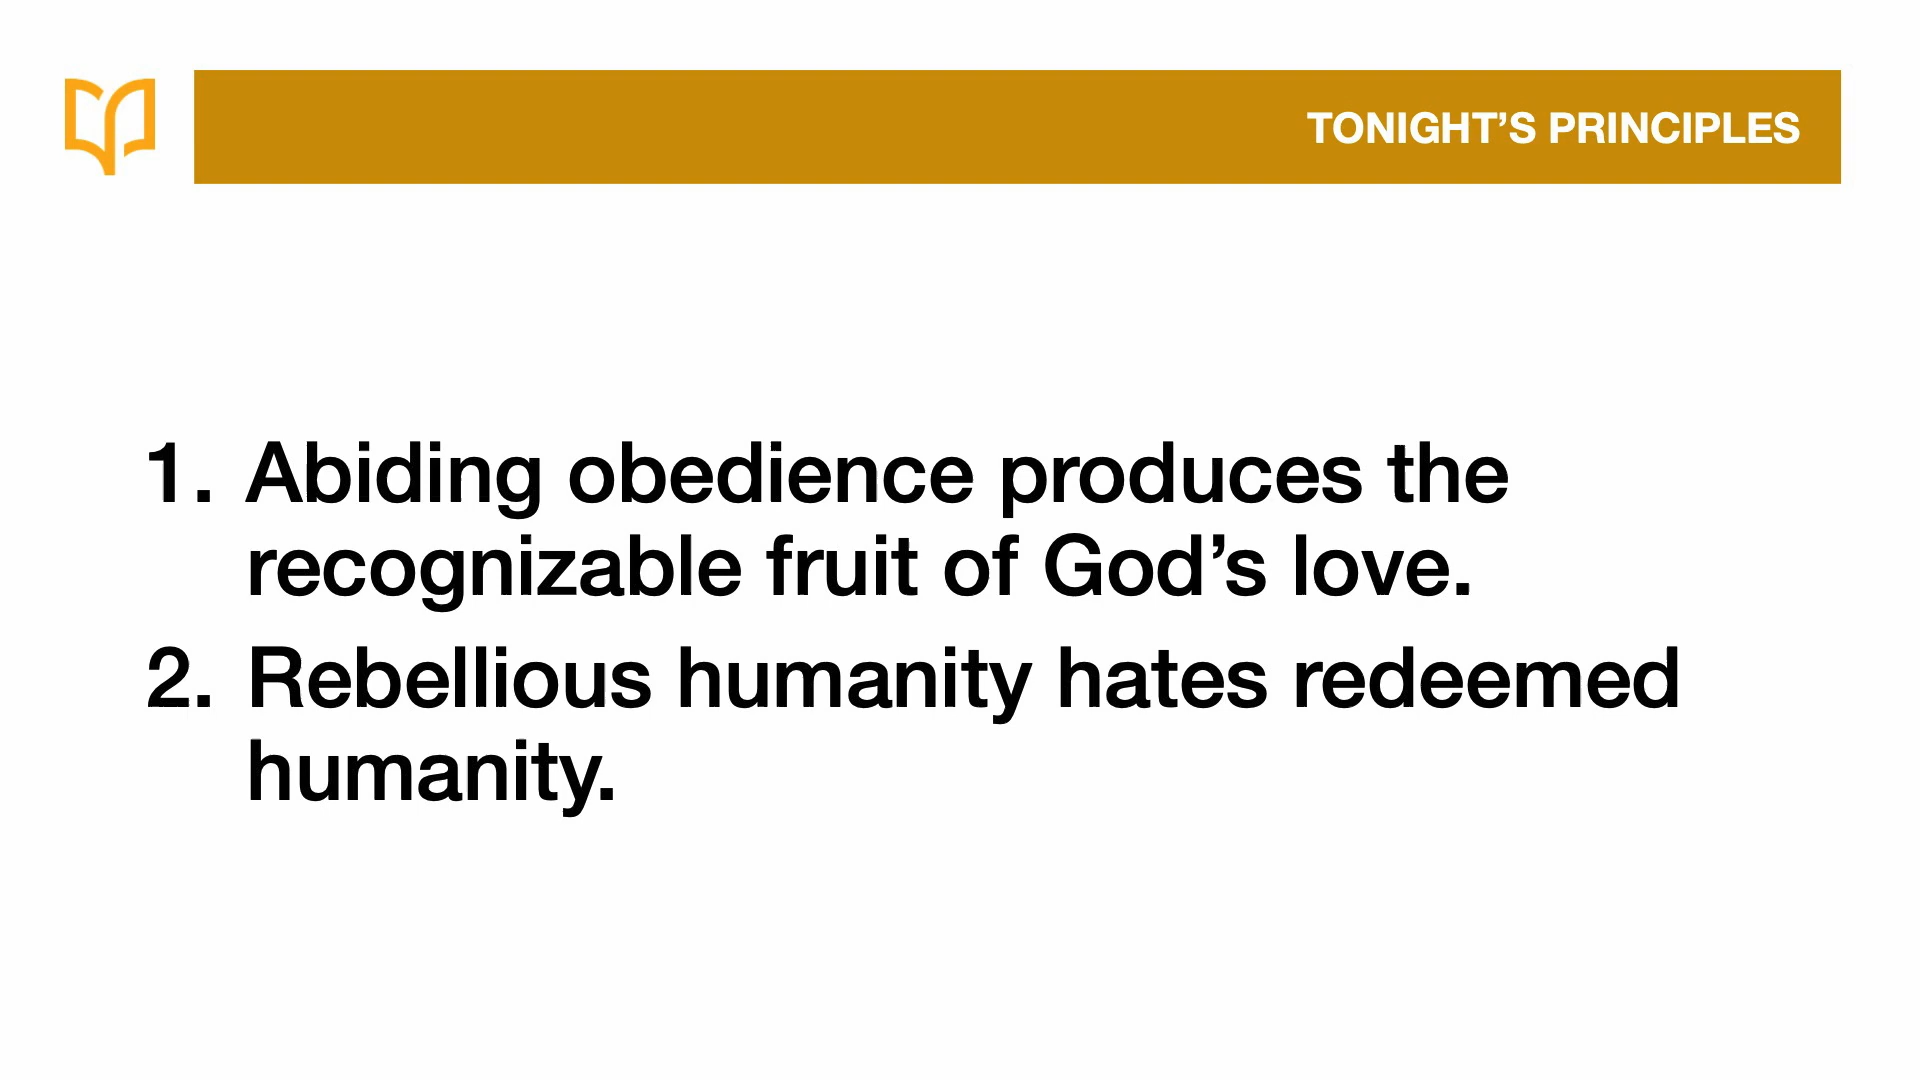 TONIGHT’S PRINCIPLES
1. Abiding obedience produces the
recognizable fruit of God’s love.
2. Rebellious humanity hates redeemed
humanity.